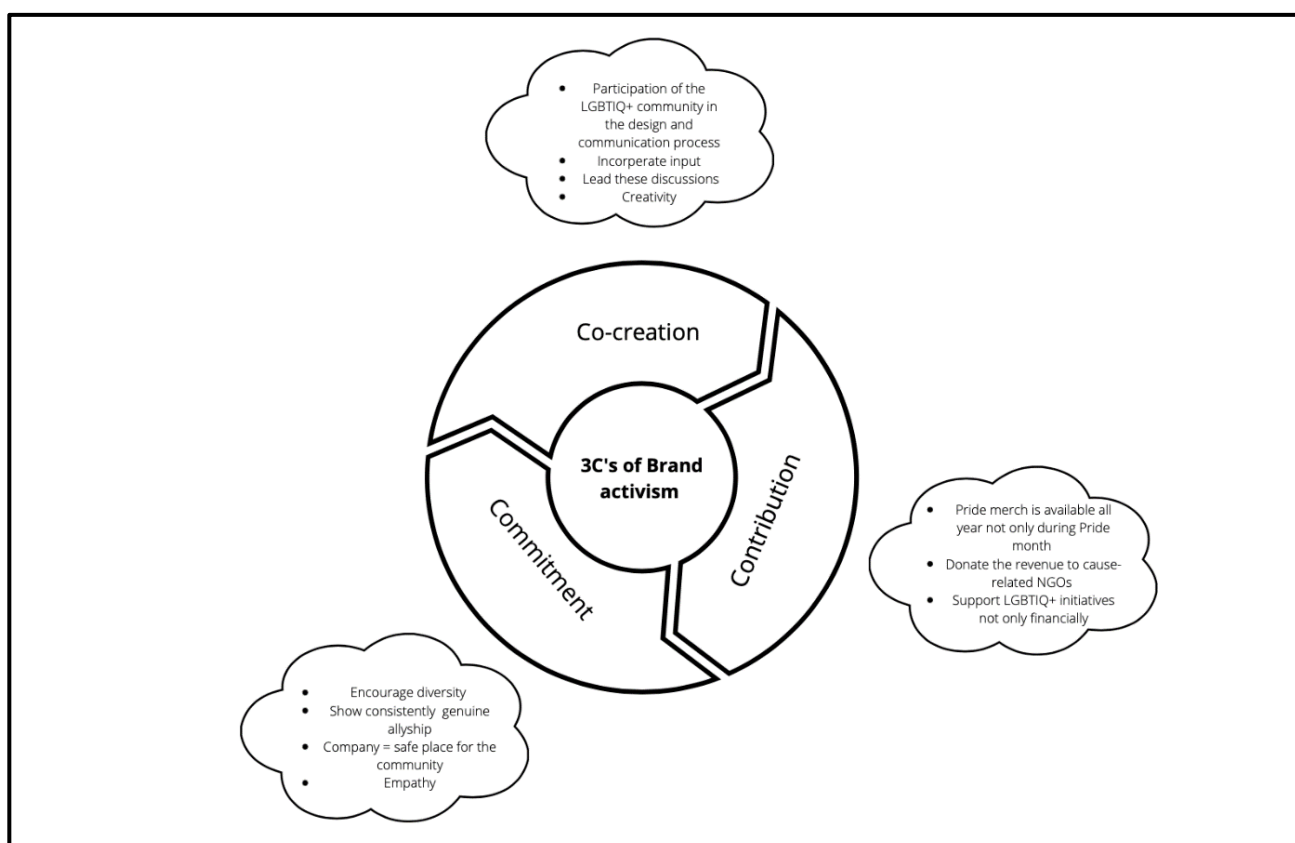 • Participation of the
LGBTIQ+ community in
the design and
communication process
• Incorperate input
• Lead these discussions
• Creativity
Co-creation
3C's of Brand
activism
Contribution
Commitment
• Pride merch is available all
year not only during Pride
month
• Donate the revenue to cause-
related NGOs
• Support LGBTIQ+ initiatives
not only financially
• Encourage diversity
• Show consistently genuine
allyship
• Company = safe place for the
community
• Empathy